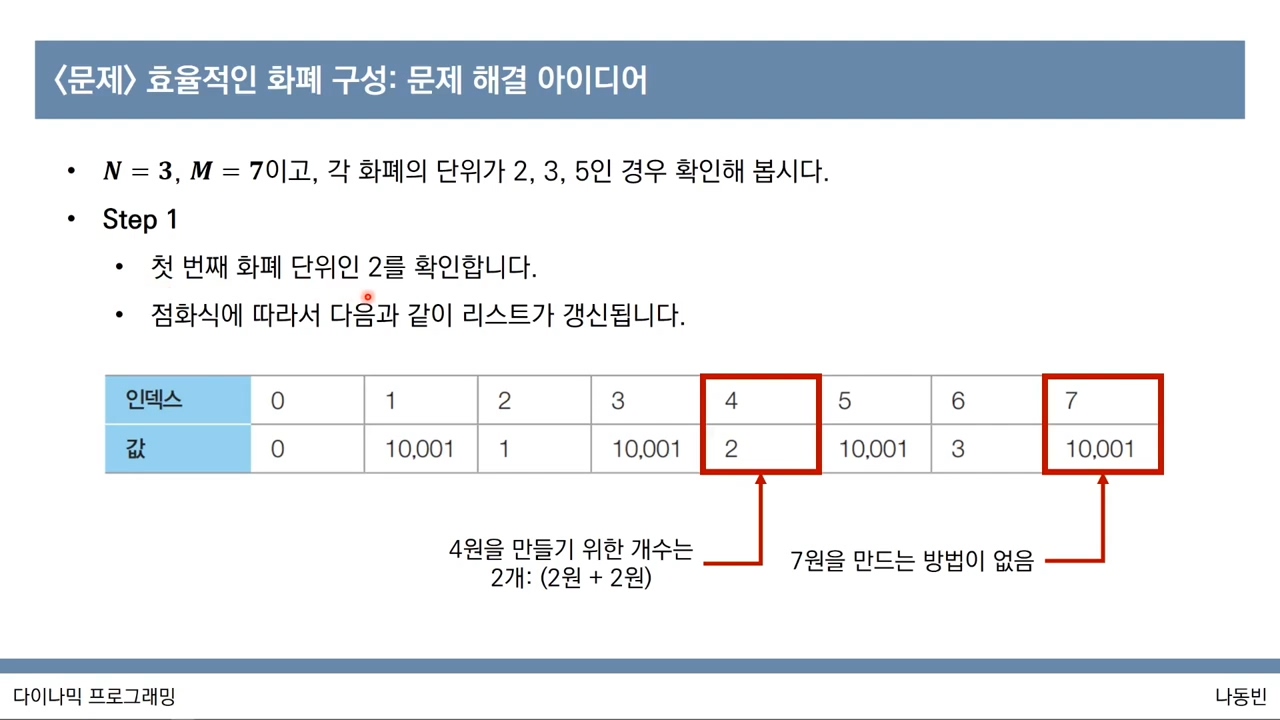 〈문제〉 효율적인 화폐 구성: 문제 해결 아이디어
• N = 3, M = 7이고, 각 화폐의 단위가 2, 3, 5인 경우 확인해 봅시다.
• Step 1
• 첫 번째 화폐 단위인 2를 확인합니다.
• 점화식에 따라서 다음과 같이 리스트가 갱신됩니다.
인덱스 0 1 2 3 4 5 6 7
값 0 10,001 1 10,001 2 10,001 3 10,001
4원을 만들기 위한 개수는
2개: (2원 + 2원)
7원을 만드는 방법이 없음
다이나믹 프로그래밍
나동빈